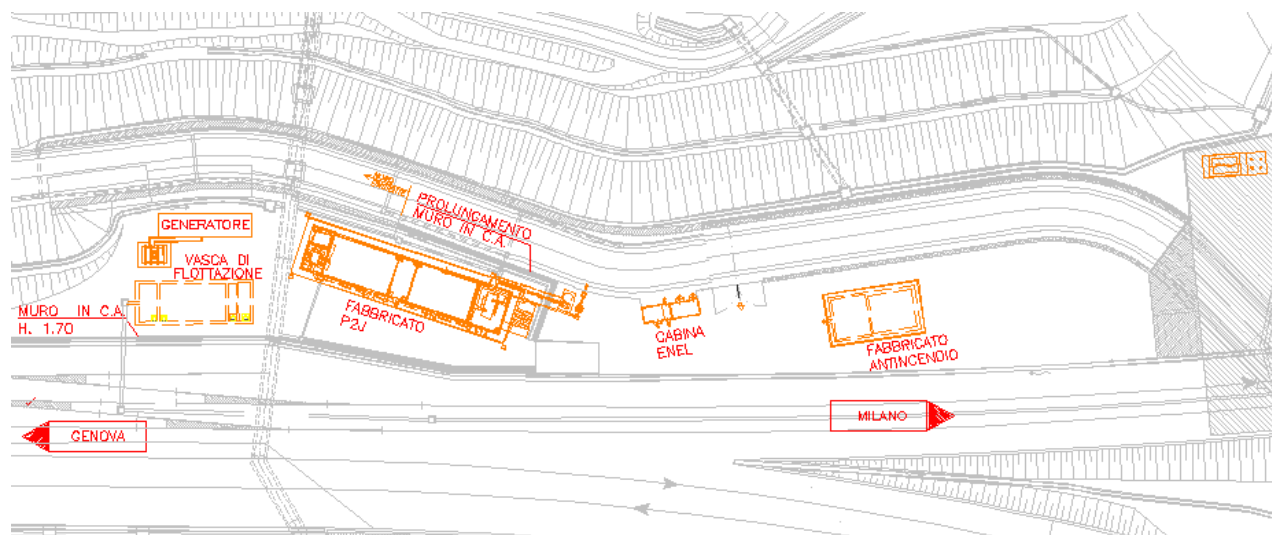 PROLUNGAMENTO
MURO IN C.A.
GENERATORE
VASCA DI
FLOTTAZIONE
MURO IN C.A.
H. 1.70
FABBRICATO
P2J
CABINA
ENEL
FABBRICATO
ANTINCENDIO
GENOVA
MILANO